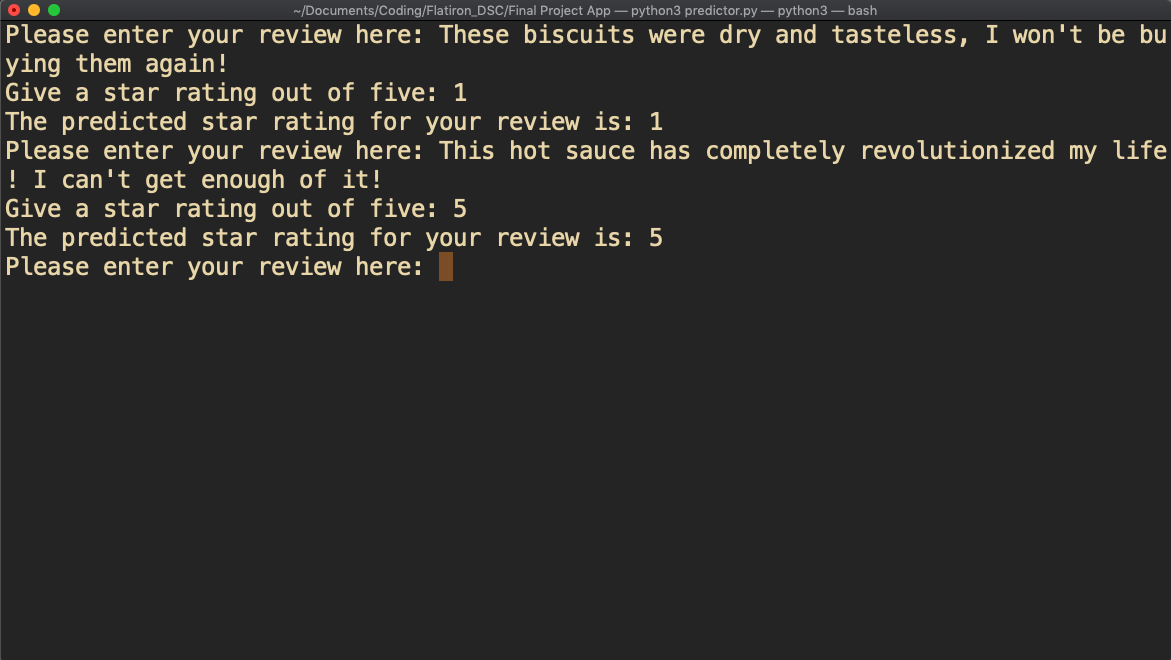 ~/Documents/Coding/Flatiron_DSC/Final Project App — python3 predictor.py — python3 — bash
Please enter your review here: These biscuits were dry and tasteless, I won't be bu
ying them again!
Give a star rating out of five: 1
The predicted star rating for your review is: 1
Please enter your review here: This hot sauce has completely revolutionized my life
! I can't get enough of it!
Give a star rating out of five: 5
The predicted star rating for your review is: 5
Please enter your review here: